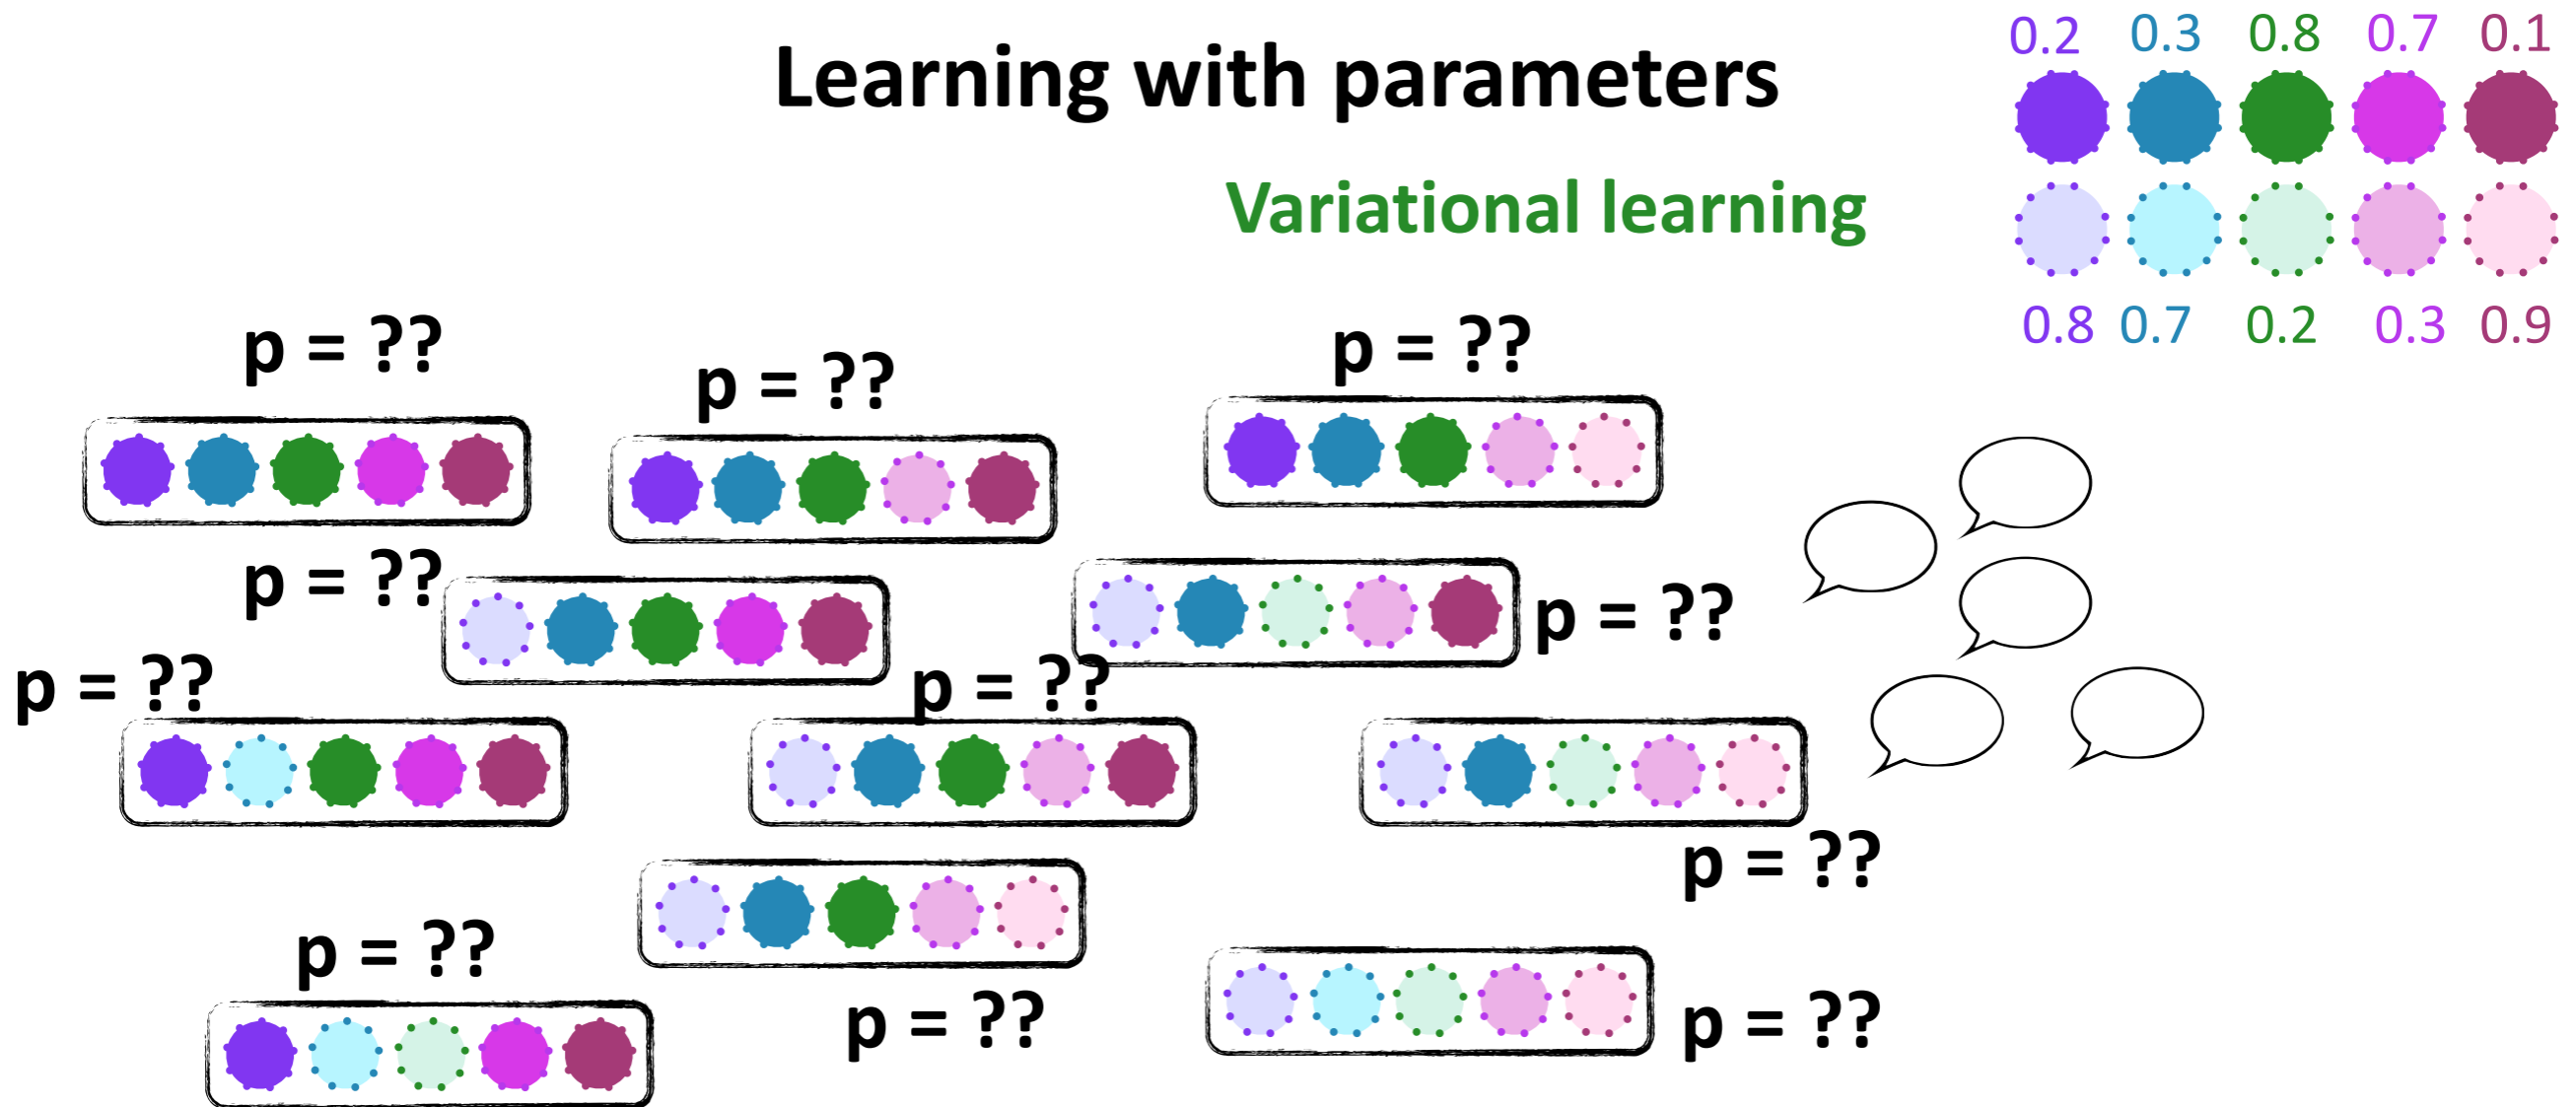 0.2 0.3 0.8 0.7 0.1
Learning with parameters
Variational learning
0.8 0.7 0.2 0.3 0.9
p = ??
p = ??
p = ??
p = ??
p = ??
p = ??
p = ??
p = ??
p = ??
p = ??
p = ??